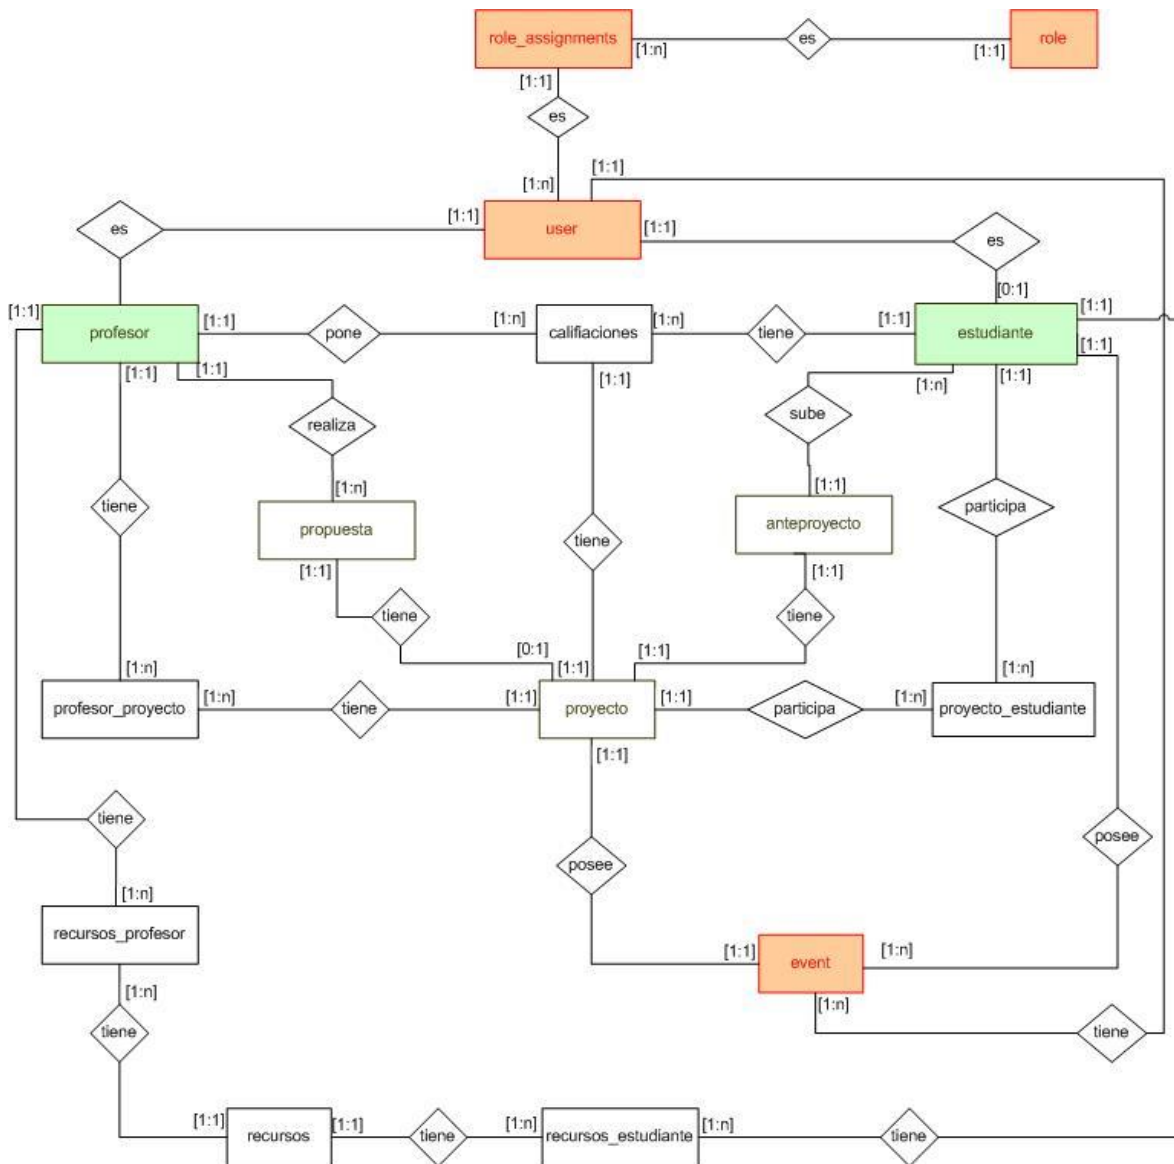 role_assignments
[1:n]
es
[1:1]
role
[1:1]
es
[1:n]
[1:1]
es
[1:1]
user
[1:1]
es
[0:1]
[1:1]
profesor
[1:1]
pone
[1:n]
califiaciones
[1:n]
tiene
[1:1]
estudiante
[1:1]
[1:1]
[1:1]
[1:1]
[1:1]
[1:n]
[1:1]
realiza
sube
tiene
[1:n]
propuesta
[1:1]
tiene
[1:1]
anteproyecto
[1:1]
participa
tiene
[0:1]
tiene
[1:1]
[1:1]
[1:n]
profesor_proyecto
[1:n]
tiene
[1:1]
proyecto
[1:1]
participa
[1:n]
[1:n]
proyecto_estudiante
[1:1]
tiene
posee
posee
[1:n]
recursos_profesor
[1:n]
[1:1]
event
[1:n]
[1:n]
tiene
tiene
[1:1]
recursos
[1:1]
tiene
[1:n]
recursos_estudiante
[1:n]
tiene